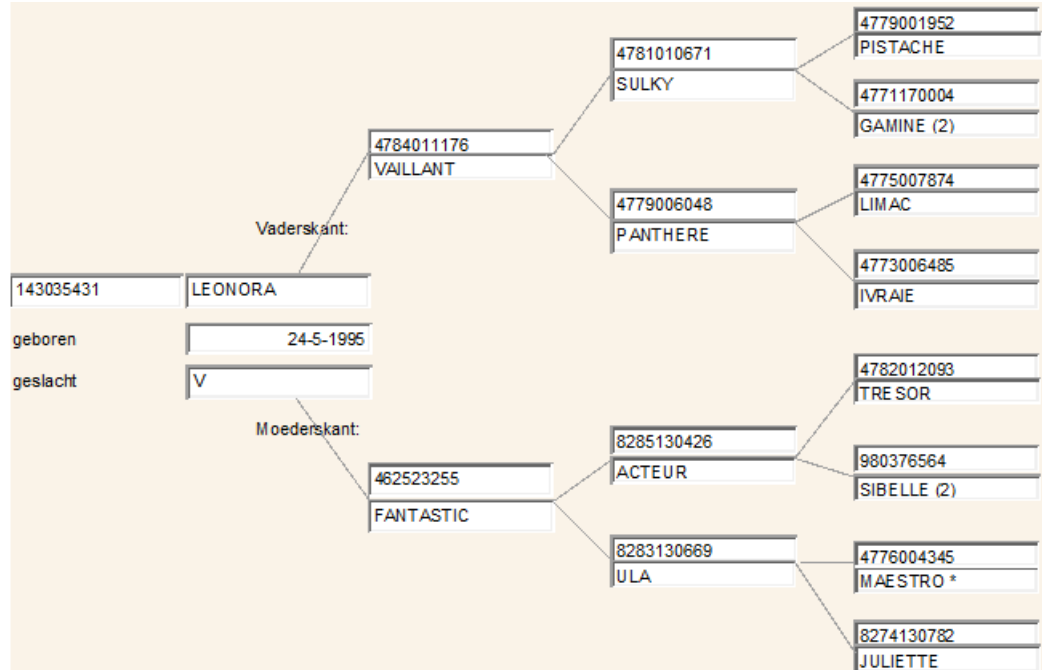 4779001952
PISTACHE
4781010671
SULKY
4771170004
GAMINE (2)
4784011176
VAILLANT
4775007874
LIMAC
4779006048
PANTHERE
Vaderskant:
4773006485
IVRAIE
143035431 LEONORA
geboren 24-5-1995
geslacht V
4782012093
TRESOR
Moederskant:
8285130426
ACTEUR
980376564
SIBELLE (2)
462523255
FANTASTIC
8283130669
ULA
4776004345
MAESTRO *
8274130782
JULIETTE